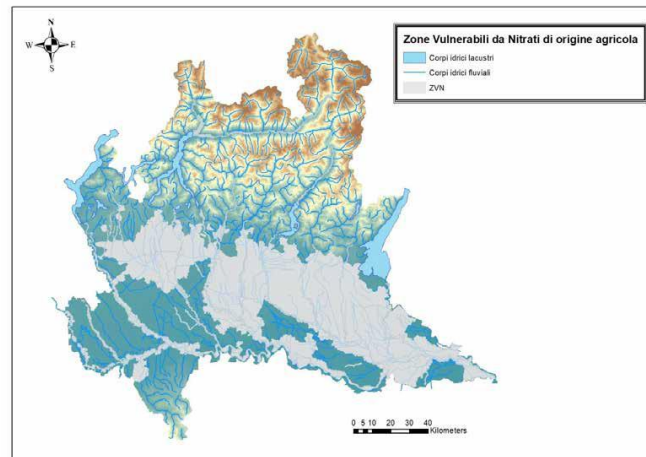 N
W E
S
Zone Vulnerabili da Nitrati di origine agricola
Corpi idrici lacustri
Corpi idrici fluviali
ZVN
0 5 10 20 30 40
Kilometers